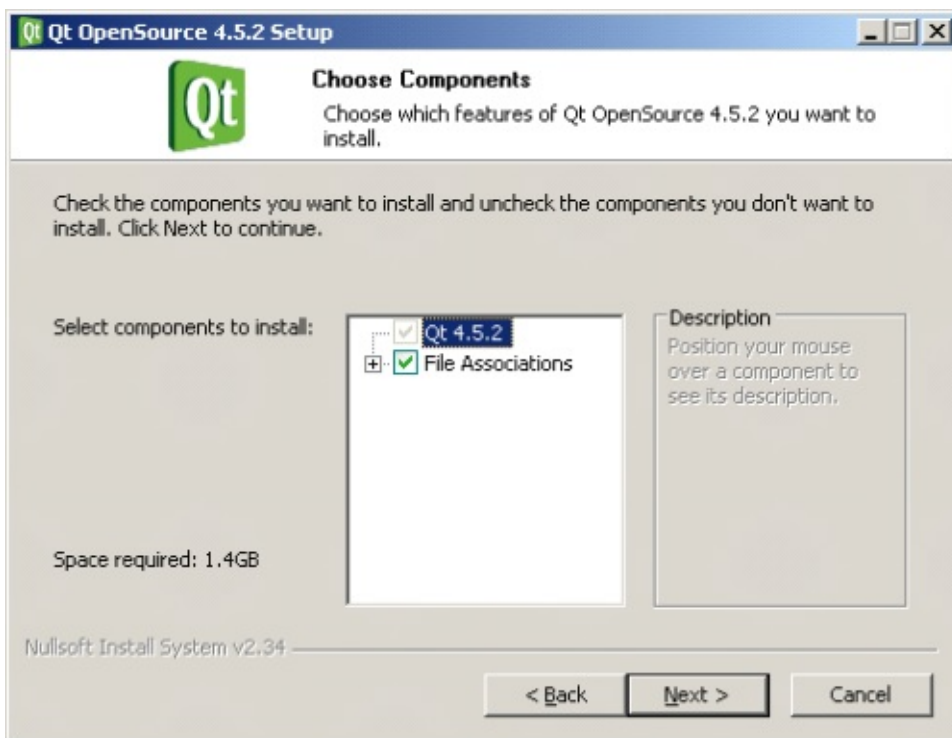 Qt Qt OpenSource 4.5.2 Setup
Qt
Choose Components
Choose which features of Qt OpenSource 4.5.2 you want to
install.
Check the components you want to install and uncheck the components you don't want to
install. Click Next to continue.
Select components to install:
Qt 4.5.2
File Associations
Description
Position your mouse
over a component to
see its description.
Space required: 1.4GB
Nullsoft Install System v2.34
< Back
Next >
Cancel